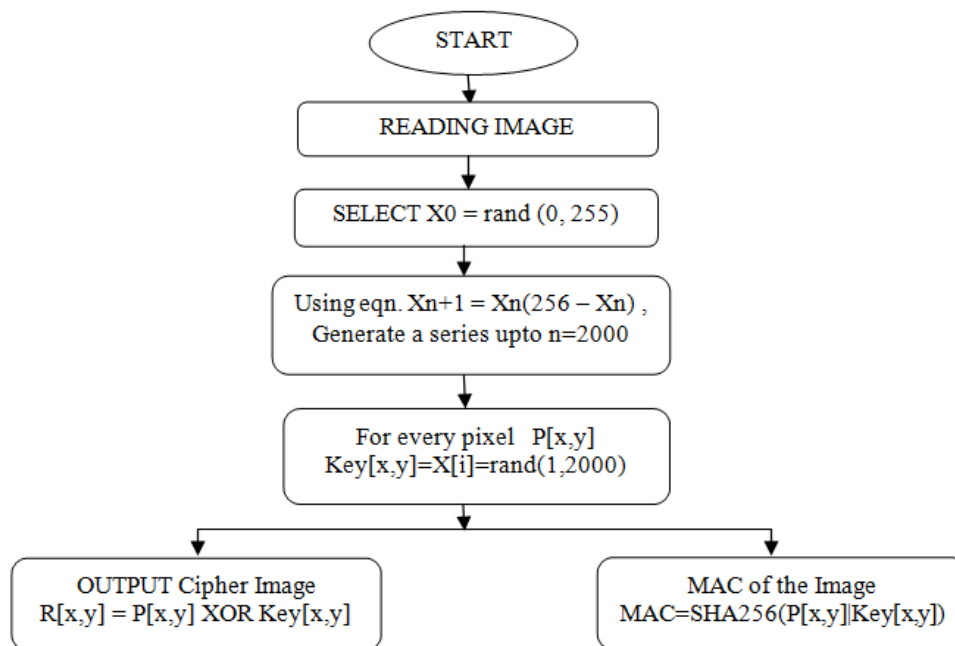 START
READING IMAGE
SELECT X0 = rand (0, 255)
Using eqn. Xn+1 = Xn(256 – Xn) ,
Generate a series upto n=2000
For every pixel P[x,y]
Key[x,y]=X[i]=rand(1,2000)
OUTPUT Cipher Image
R[x,y] = P[x,y] XOR Key[x,y]
MAC of the Image
MAC=SHA256(P[x,y]|Key[x,y])